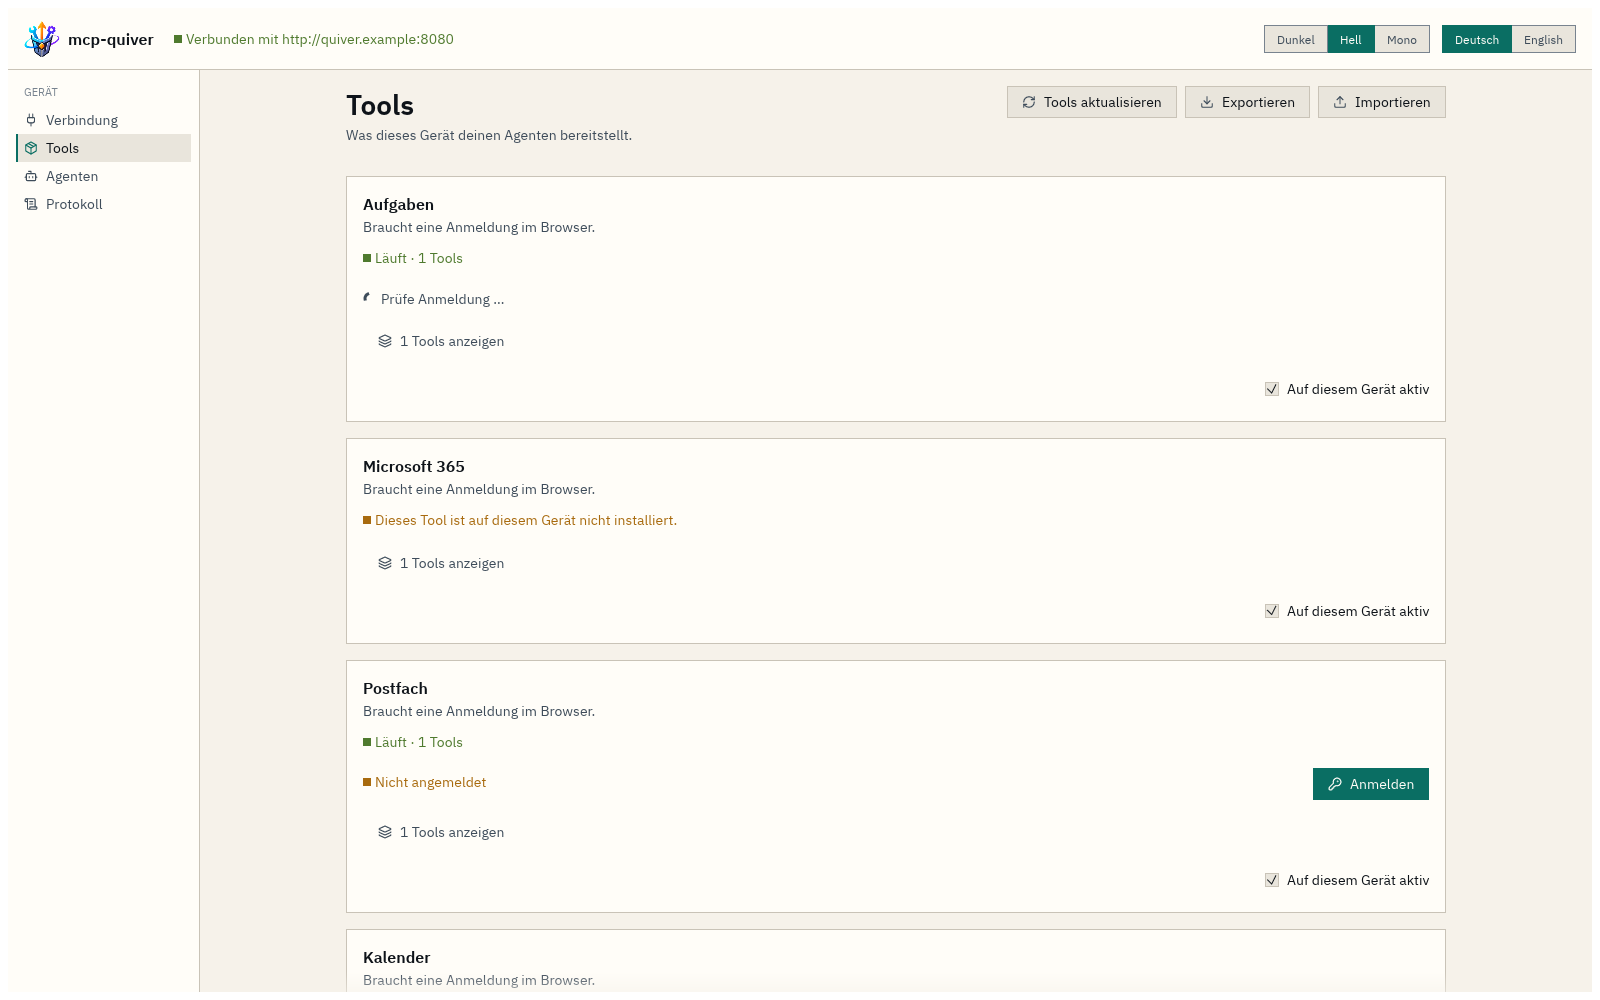 mcp-quiver
Verbunden mit http://quiver.example:8080
Dunkel Hell Mono Deutsch English
GERÄT
Verbindung
Tools
Agenten
Protokoll
Tools
Was dieses Gerät deinen Agenten bereitstellt.
Tools aktualisieren
Exportieren
Importieren
Aufgaben
Braucht eine Anmeldung im Browser.
Läuft · 1 Tools
Prüfe Anmeldung …
1 Tools anzeigen
Auf diesem Gerät aktiv
Microsoft 365
Braucht eine Anmeldung im Browser.
Dieses Tool ist auf diesem Gerät nicht installiert.
1 Tools anzeigen
Auf diesem Gerät aktiv
Postfach
Braucht eine Anmeldung im Browser.
Läuft · 1 Tools
Nicht angemeldet
Anmelden
1 Tools anzeigen
Auf diesem Gerät aktiv
Kalender
Braucht eine Anmeldung im Browser.